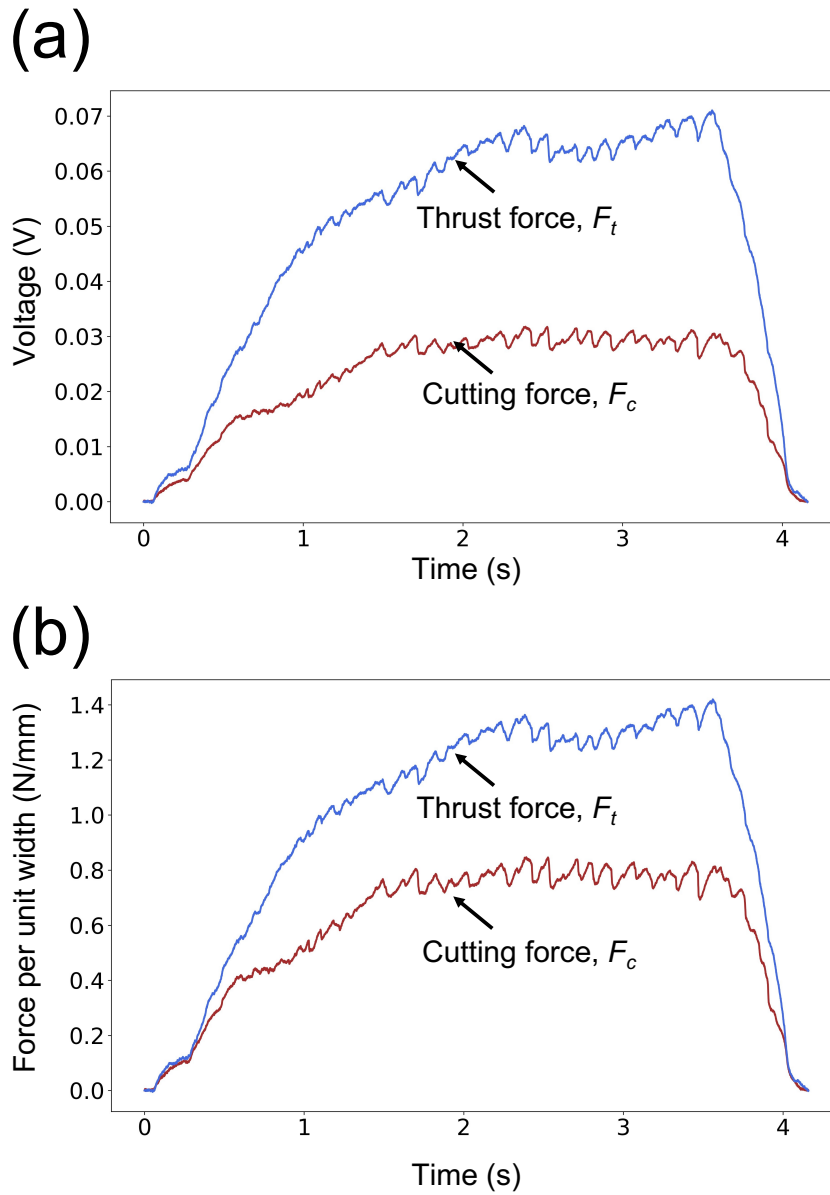 (a)
0.07
0.06
0.05
0.04
0.03
0.02
0.01
0.00
Voltage (V)
Thrust force, Ft
Cutting force, Fc
0 1 2 3 4
Time (s)
(b)
1.4
1.2
1.0
0.8
0.6
0.4
0.2
0.0
Force per unit width (N/mm)
Thrust force, Ft
Cutting force, Fc
0 1 2 3 4
Time (s)